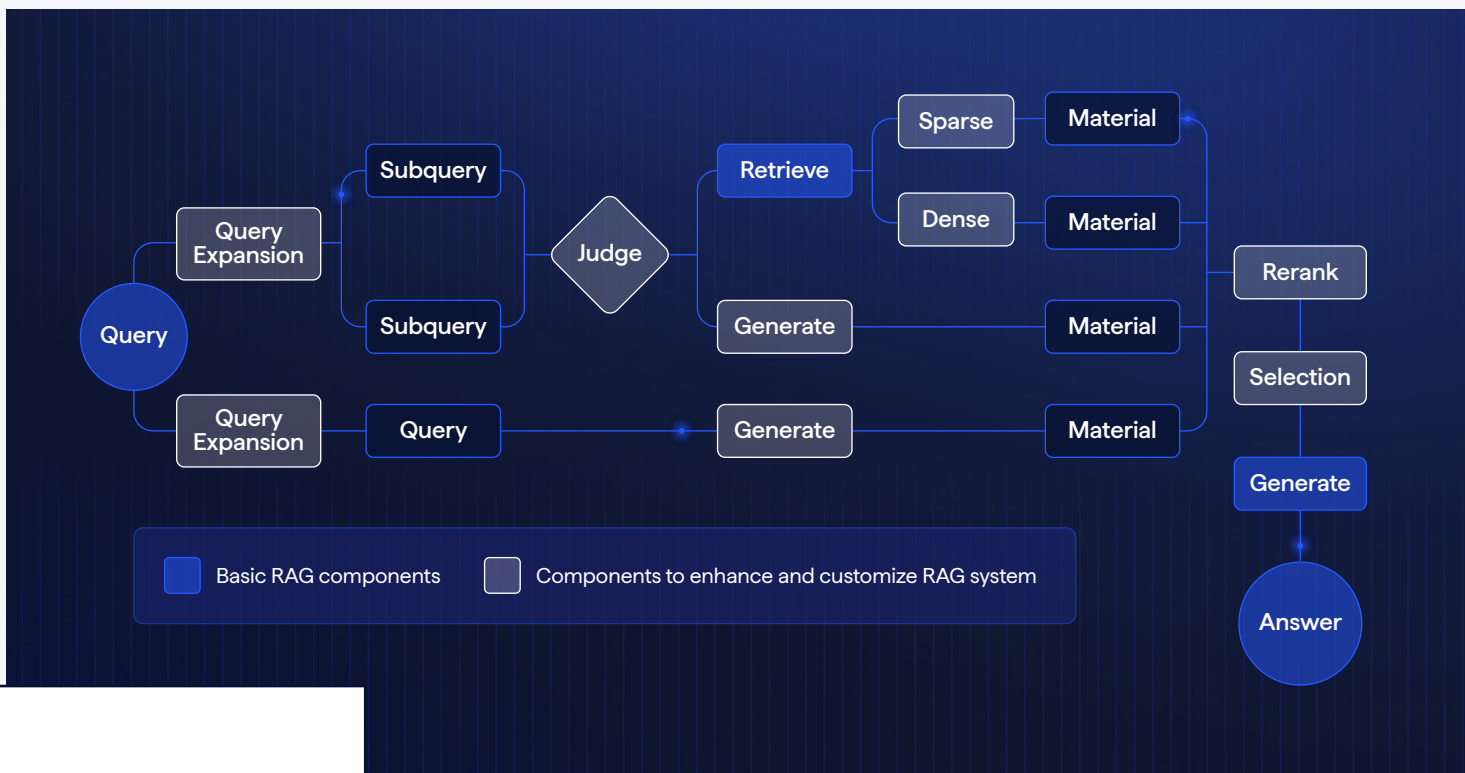 Query
Query
Expansion
Subquery
Subquery
Judge
Retrieve
Sparse
Material
Dense
Material
Generate
Material
Query
Expansion
Query
Generate
Material
Rerank
Selection
Generate
Answer
Basic RAG components
Components to enhance and customize RAG system